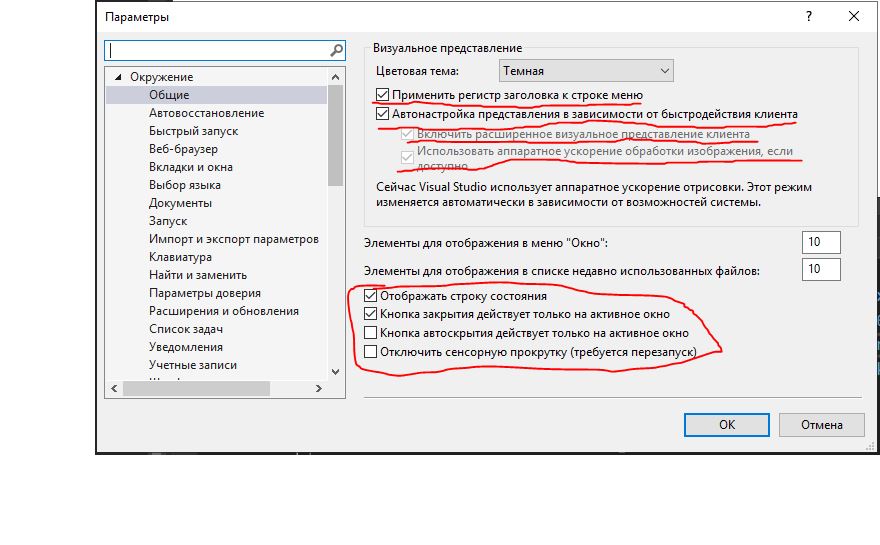 Параметры
?
Окружение
Общие
Автовосстановление
Быстрый запуск
Веб-браузер
Вкладки и окна
Выбор языка
Документы
Запуск
Импорт и экспорт параметров
Клавиатура
Найти и заменить
Параметры доверия
Расширения и обновления
Список задач
Уведомления
Учетные записи
Визуальное представление
Цветовая тема: Темная
Применить регистр заголовка к строке меню
Автонастройка представления в зависимости от быстродействия клиента
Включить расширенное визуальное представление клиента
Использовать аппаратное ускорение обработки изображения, если
доступно
Сейчас Visual Studio использует аппаратное ускорение отрисовки. Этот режим
изменяется автоматически в зависимости от возможностей системы.
Элементы для отображения в меню "Окно": 10
Элементы для отображения в списке недавно использованных файлов: 10
Отображать строку состояния
Кнопка закрытия действует только на активное окно
Кнопка автоскрытия действует только на активное окно
Отключить сенсорную прокрутку (требуется перезапуск)
ОК
Отмена